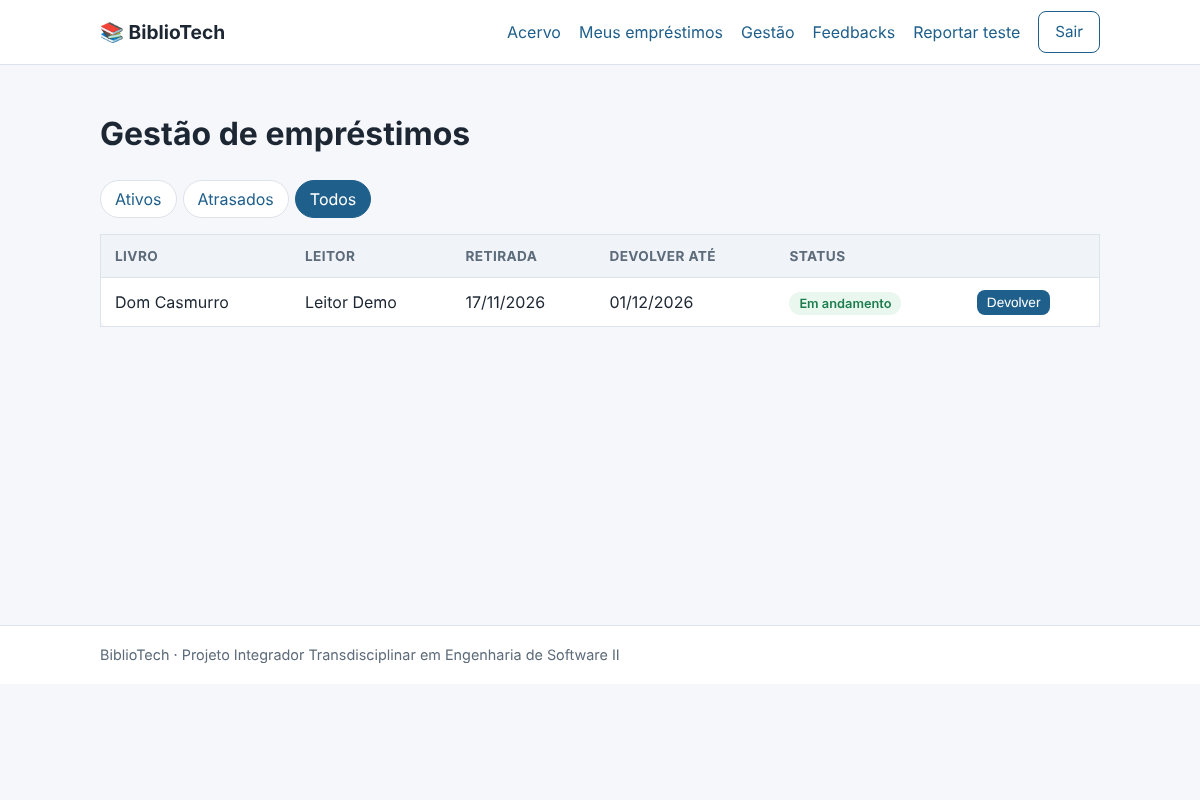 📚 BiblioTech Acervo Meus empréstimos Gestão Feedbacks Reportar teste Sair
Gestão de empréstimos
Ativos Atrasados Todos
LIVRO LEITOR RETIRADA DEVOLVER ATÉ STATUS
Dom Casmurro Leitor Demo 17/11/2026 01/12/2026 Em andamento Devolver
BiblioTech · Projeto Integrador Transdisciplinar em Engenharia de Software II